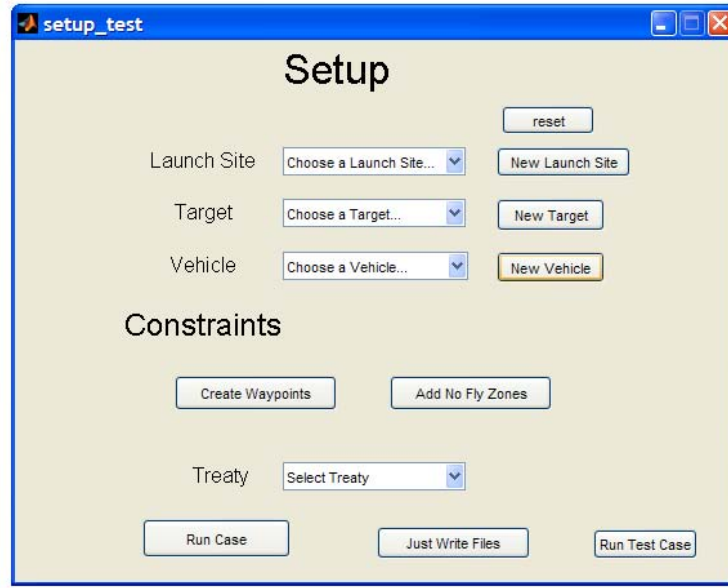 setup_test
Setup
reset
Launch Site Choose a Launch Site... New Launch Site
Target Choose a Target... New Target
Vehicle Choose a Vehicle... New Vehicle
Constraints
Create Waypoints Add No Fly Zones
Treaty Select Treaty
Run Case Just Write Files Run Test Case